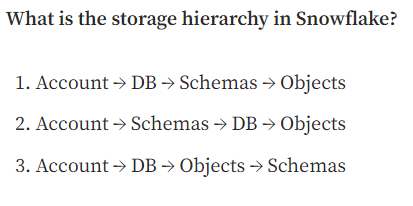 What is the storage hierarchy in Snowflake?
1. Account → DB → Schemas → Objects
2. Account → Schemas → DB → Objects
3. Account → DB → Objects → Schemas